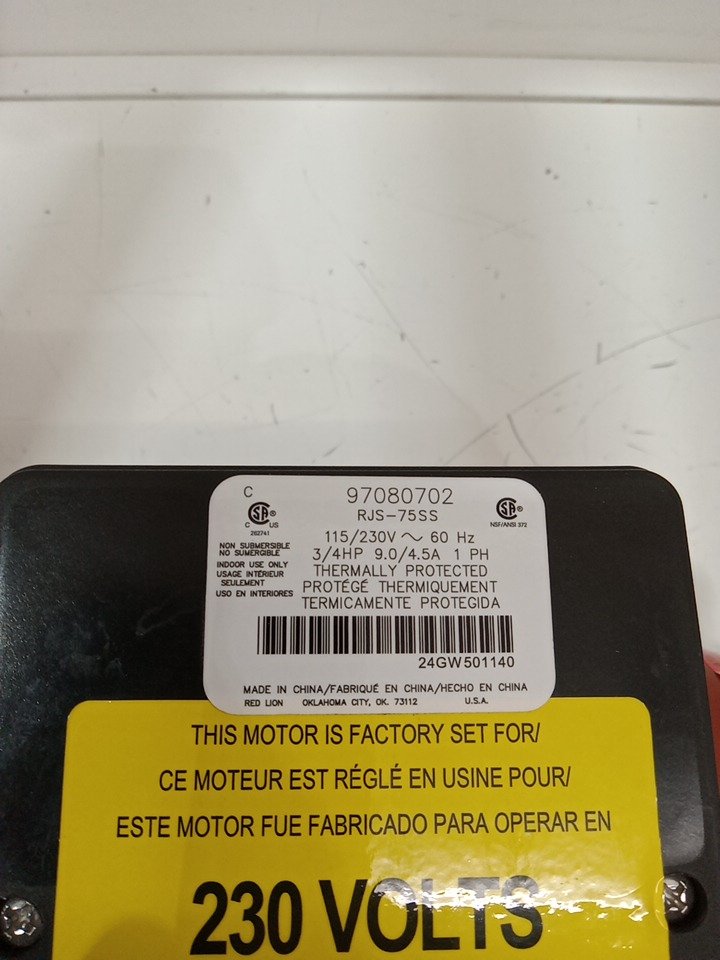 C
97080702
RJS-75SS
SA
C US
262741
SA
NSF/ANSI 372
115/230V ~ 60 Hz
3/4HP 9.0/4.5A 1 PH
THERMALLY PROTECTED
PROTÉGÉ THERMIQUEMENT
TERMICAMENTE PROTEGIDA
NON SUBMERSIBLE
NO SUMERGIBLE
INDOOR USE ONLY
USAGE INTÉRIEUR
SEULEMENT
USO EN INTERIORES
24GW501140
MADE IN CHINA/FABRIQUÉ EN CHINA/HECHO EN CHINA
RED LION OKLAHOMA CITY, OK. 73112 U.S.A.
THIS MOTOR IS FACTORY SET FOR/
CE MOTEUR EST RÉGLÉ EN USINE POUR/
ESTE MOTOR FUE FABRICADO PARA OPERAR EN
230 VOLTS